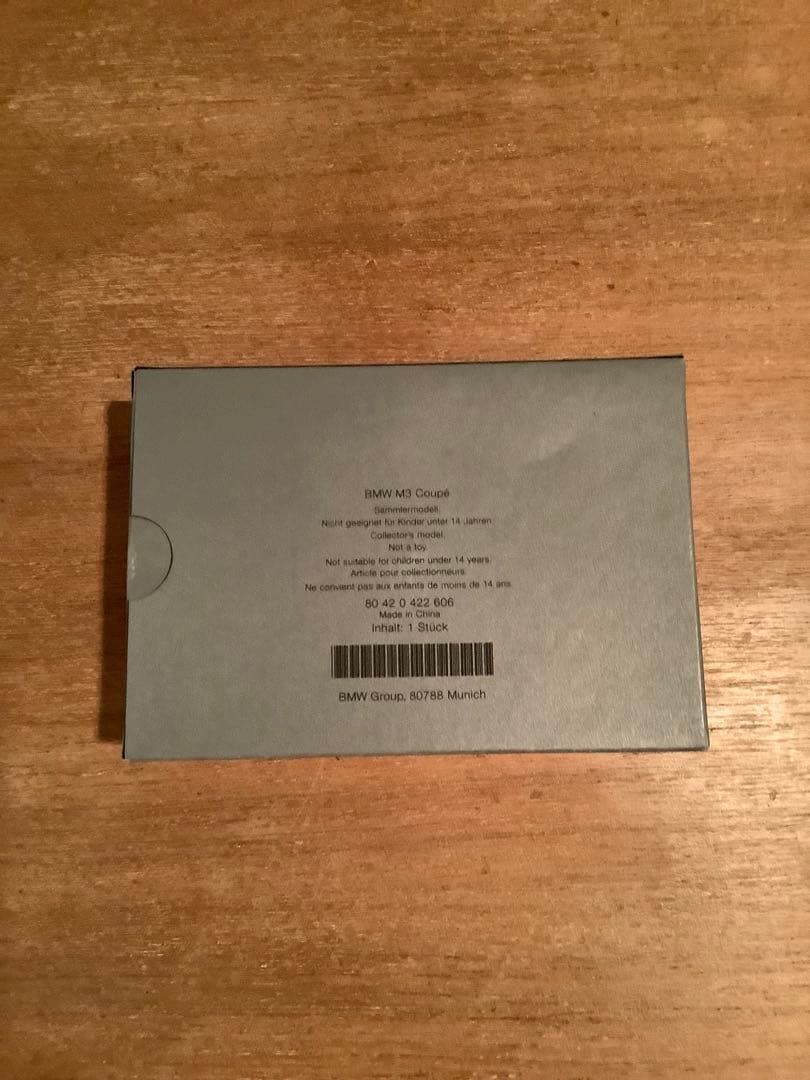 BMW M3 Coupé
Sammlermodell.
Nicht geeignet für Kinder unter 14 Jahren.
Collector's model.
Not a toy.
Not suitable for children under 14 years.
Article pour collectionneurs.
Ne convient pas aux enfants de moins de 14 ans.
80 42 0 422 606
Made in China
Inhalt: 1 Stück
BMW Group, 80788 Munich